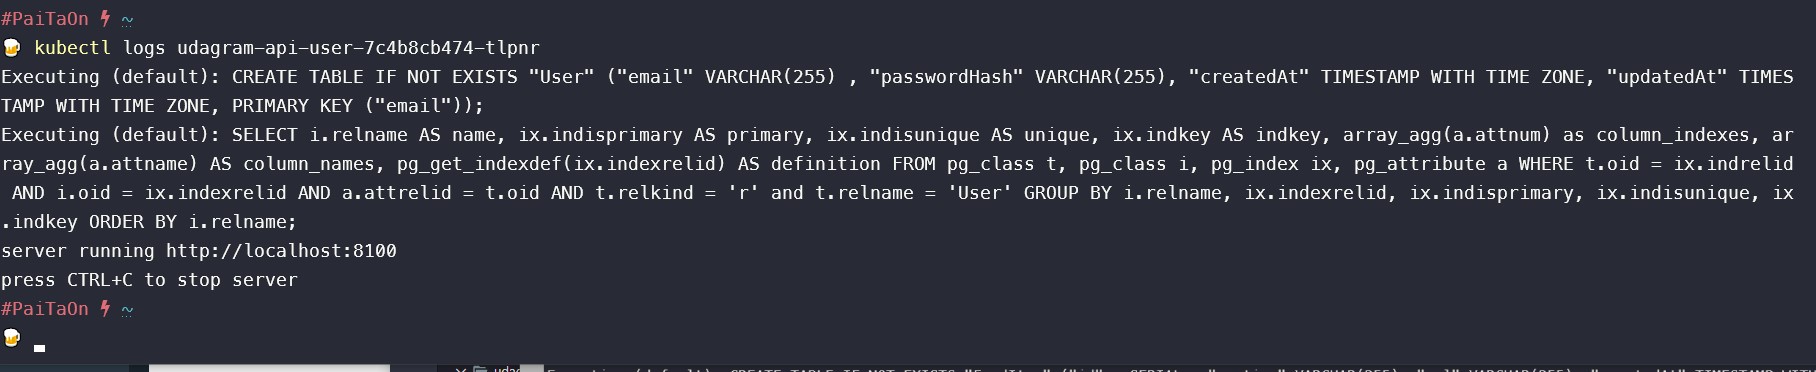 #PaiTaOn ⚡ ~
🍺 kubectl logs udagram-api-user-7c4b8cb474-tlpnr
Executing (default): CREATE TABLE IF NOT EXISTS "User" ("email" VARCHAR(255) , "passwordHash" VARCHAR(255), "createdAt" TIMESTAMP WITH TIME ZONE, "updatedAt" TIMES
TAMP WITH TIME ZONE, PRIMARY KEY ("email"));
Executing (default): SELECT i.relname AS name, ix.indisprimary AS primary, ix.indisunique AS unique, ix.indkey AS indkey, array_agg(a.attnum) as column_indexes, ar
ray_agg(a.attname) AS column_names, pg_get_indexdef(ix.indexrelid) AS definition FROM pg_class t, pg_class i, pg_index ix, pg_attribute a WHERE t.oid = ix.indrelid
 AND i.oid = ix.indexrelid AND a.attrelid = t.oid AND t.relkind = 'r' and t.relname = 'User' GROUP BY i.relname, ix.indexrelid, ix.indisprimary, ix.indisunique, ix
.indkey ORDER BY i.relname;
server running http://localhost:8100
press CTRL+C to stop server
#PaiTaOn ⚡ ~
🍺